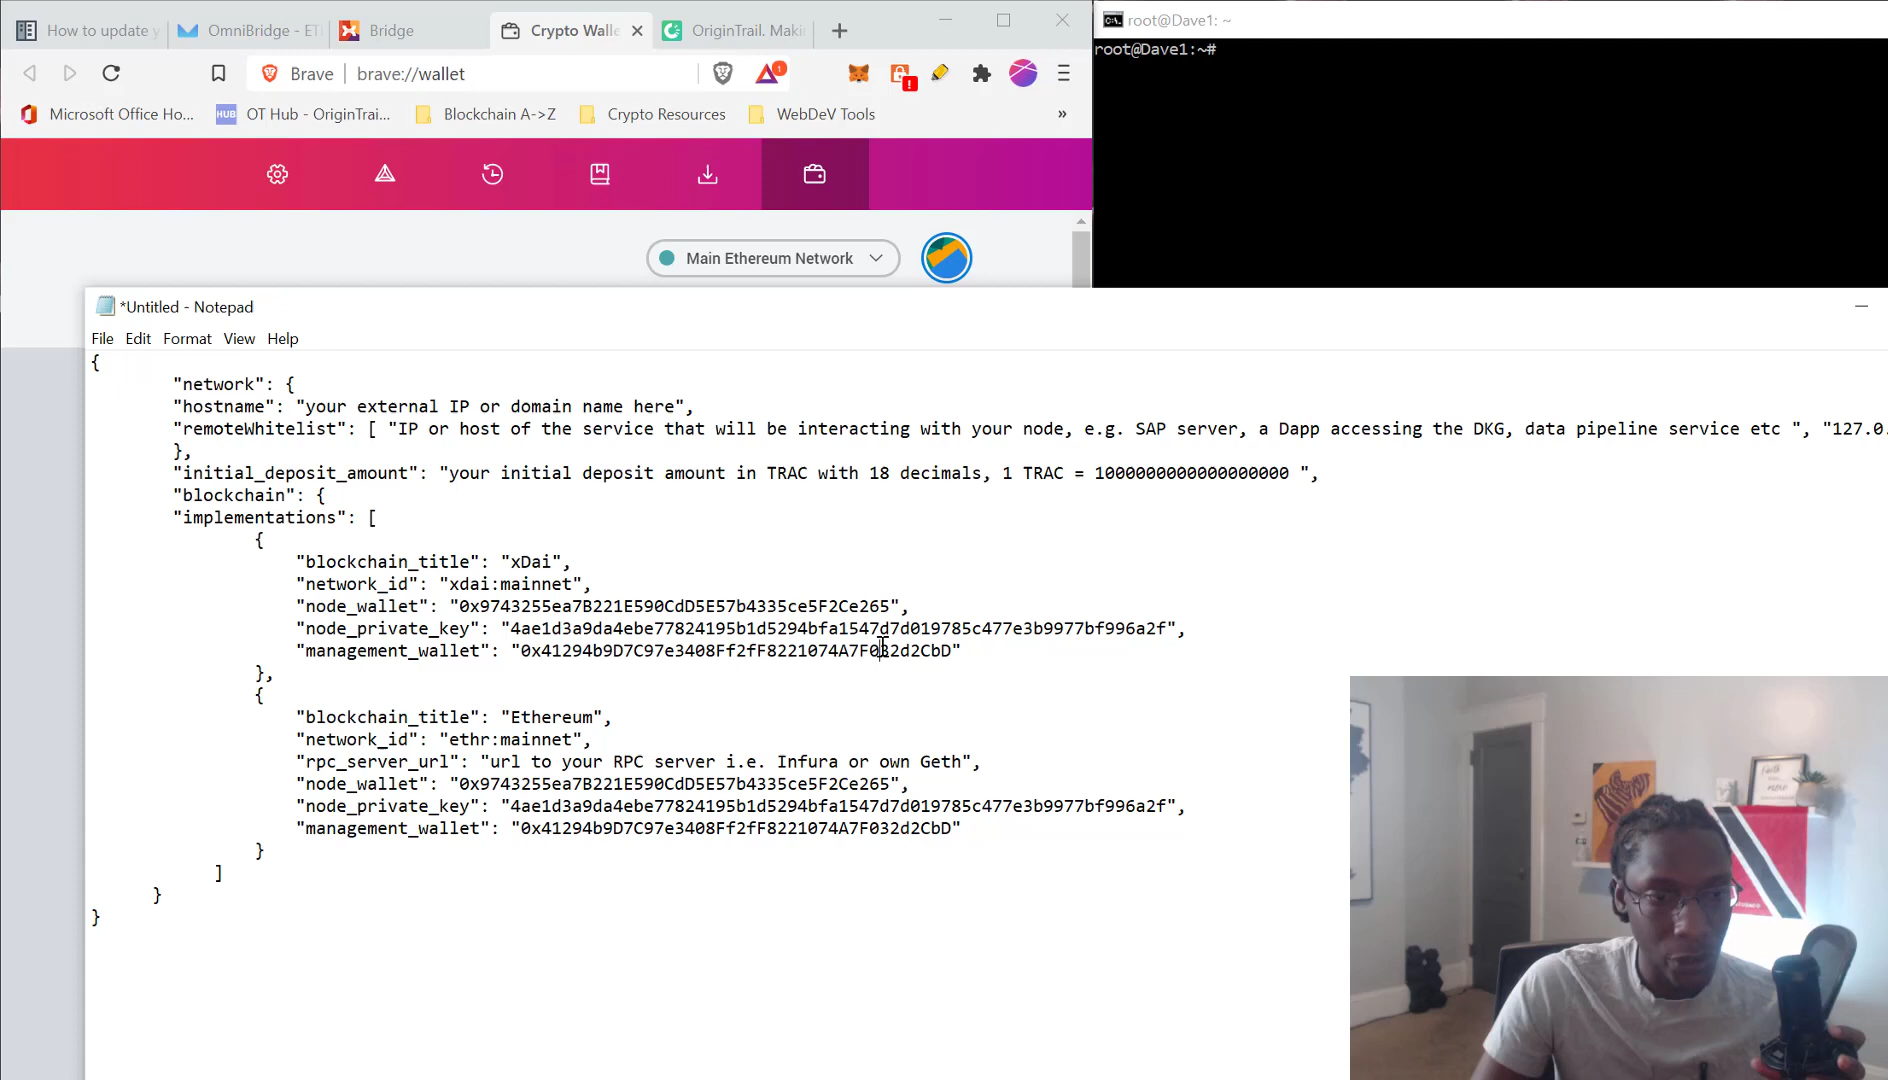 How to update y
OmniBridge - ET
Bridge
Crypto Walle
OriginTrail. Maki
root@Dave1: ~
root@Dave1:~#
Brave
brave://wallet
1
Microsoft Office Ho...
HUB
OT Hub - OriginTrai...
Blockchain A->Z
Crypto Resources
WebDEV Tools
»
Main Ethereum Network
*Untitled - Notepad
File Edit Format View Help
{
"network": {
"hostname": "your external IP or domain name here",
"remoteWhitelist": [ "IP or host of the service that will be interacting with your node, e.g. SAP server, a Dapp accessing the DKG, data pipeline service etc ", "127.0.
},
"initial_deposit_amount": "your initial deposit amount in TRAC with 18 decimals, 1 TRAC = 1000000000000000000 ",
"blockchain": {
"implementations": [
{
"blockchain_title": "xDai",
"network_id": "xdai:mainnet",
"node_wallet": "0x9743255ea7B221E590CdD5E57b4335ce5F2Ce265",
"node_private_key": "4ae1d3a9da4ebe77824195b1d5294bfa1547d7d019785c477e3b9977bf996a2f",
"management_wallet": "0x41294b9D7C97e3408Ff2fF8221074A7F032d2CbD"
},
{
"blockchain_title": "Ethereum",
"network_id": "ethr:mainnet",
"rpc_server_url": "url to your RPC server i.e. Infura or own Geth",
"node_wallet": "0x9743255ea7B221E590CdD5E57b4335ce5F2Ce265",
"node_private_key": "4ae1d3a9da4ebe77824195b1d5294bfa1547d7d019785c477e3b9977bf996a2f",
"management_wallet": "0x41294b9D7C97e3408Ff2fF8221074A7F032d2CbD"
}
]
}
}